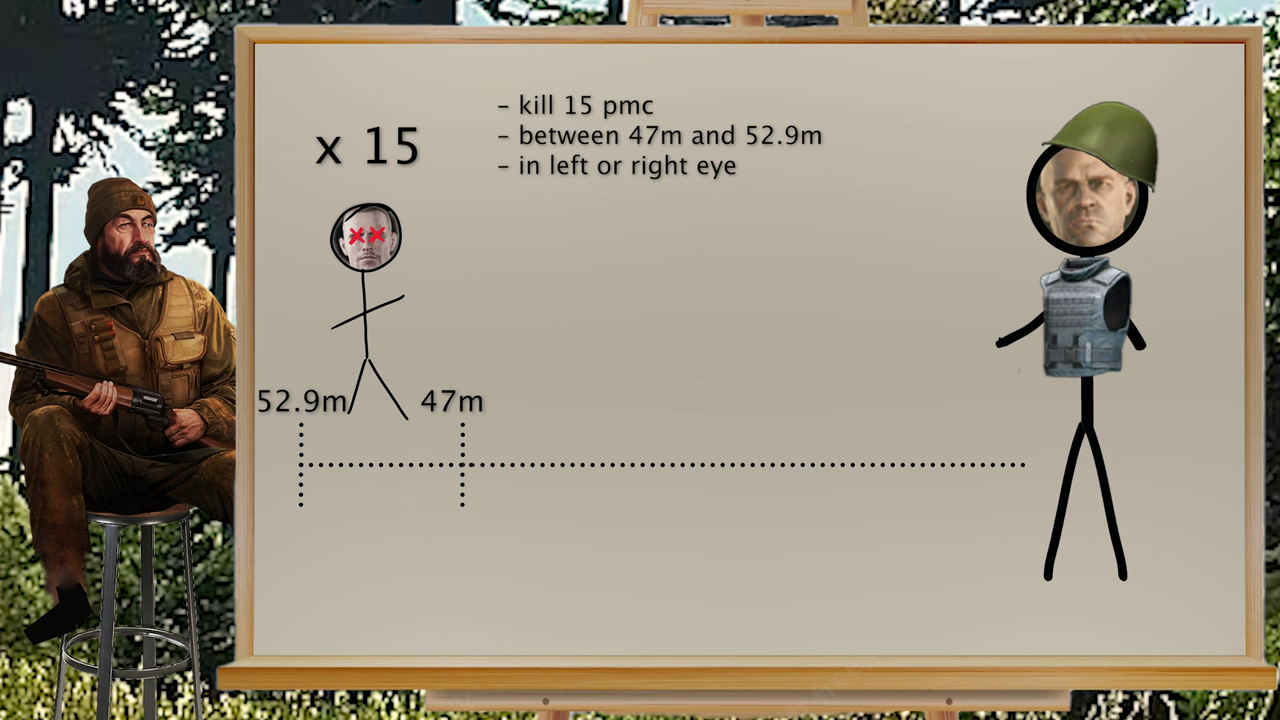 x 15
– kill 15 pmc
– between 47m and 52.9m
– in left or right eye
52.9m
47m